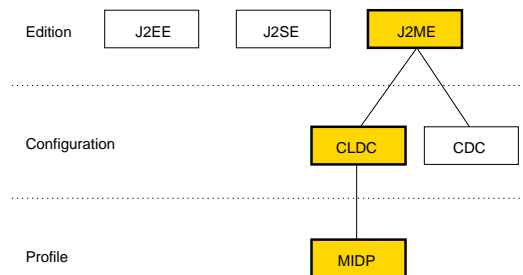 Edition J2EE J2SE J2ME
Configuration CLDC CDC
Profile MIDP